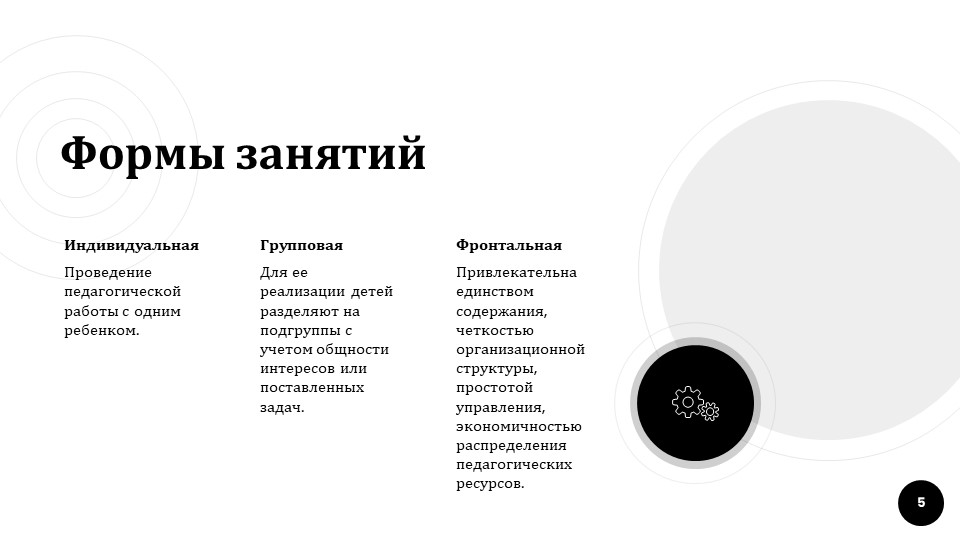 Формы занятий
Индивидуальная
Проведение
педагогической
работы с одним
ребенком.
Групповая
Для ее
реализации детей
разделяют на
подгруппы с
учетом общности
интересов или
поставленных
задач.
Фронтальная
Привлекательна
единством
содержания,
четкостью
организационной
структуры,
простотой
управления,
экономичностью
распределения
педагогических
ресурсов.
5